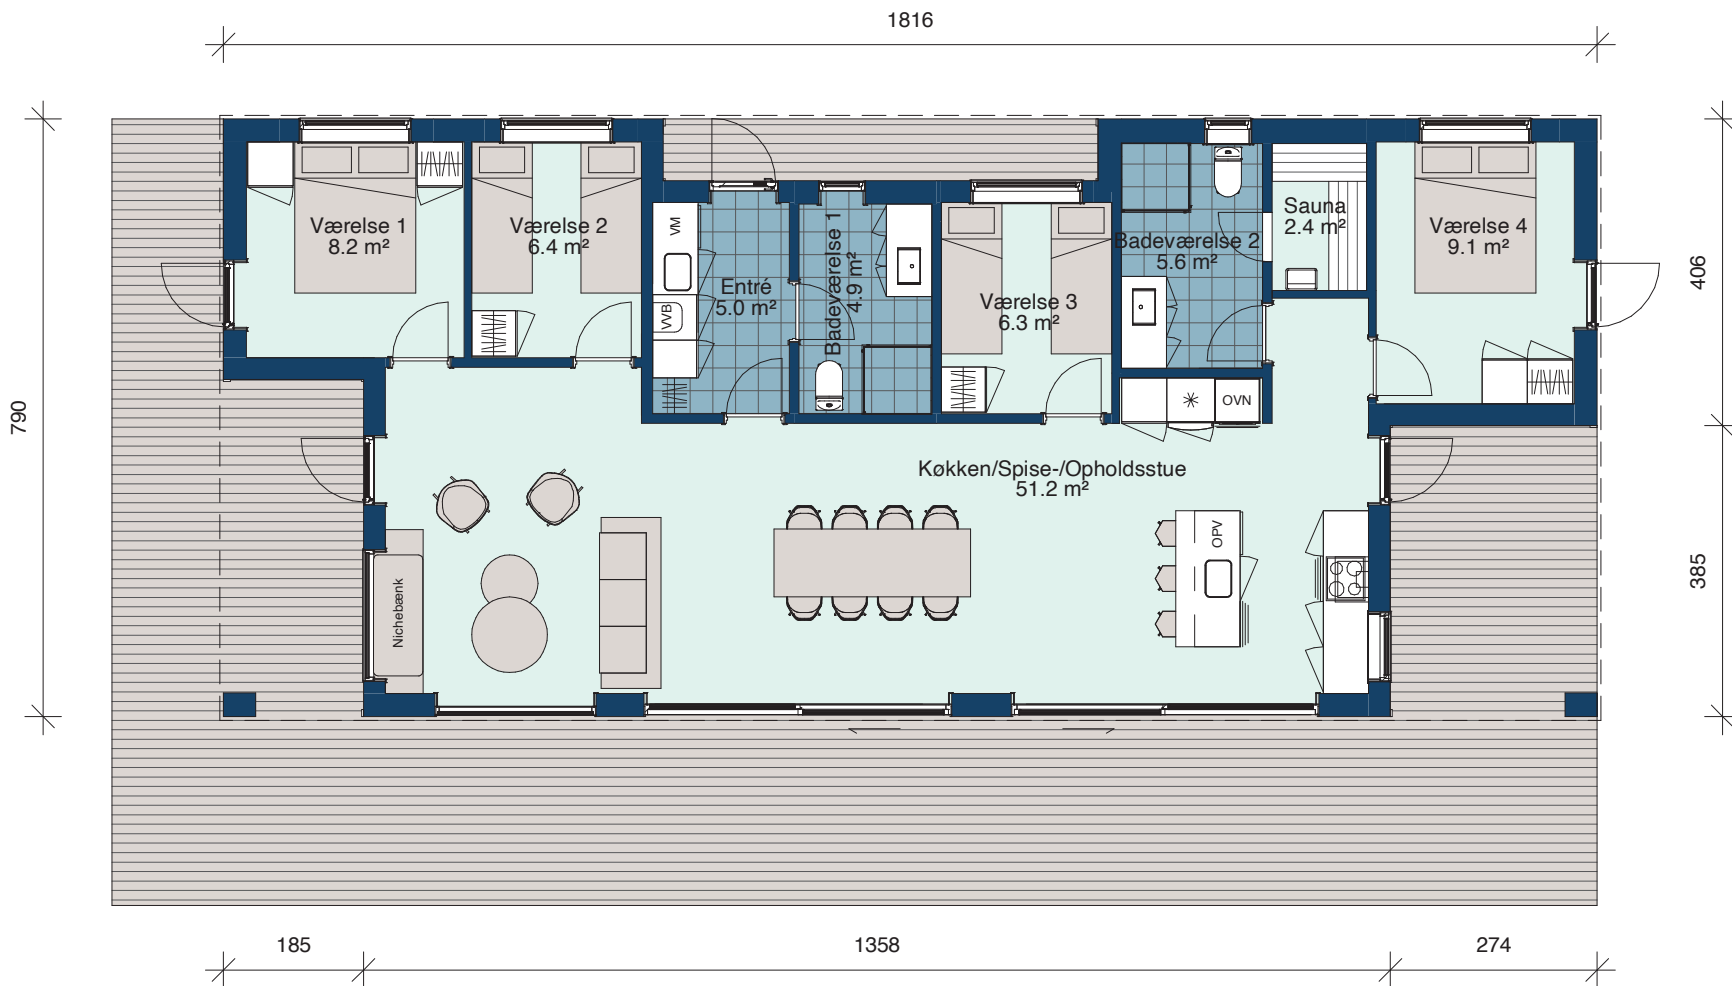 1816
Værelse 1
8.2 m²
Værelse 2
6.4 m²
VM
VVB
Entré
5.0 m²
Badeværelse 1
4.9 m²
Værelse 3
6.3 m²
Badeværelse 2
5.6 m²
Sauna
2.4 m²
Værelse 4
9.1 m²
406
790
OVN
Køkken/Spise-/Opholdsstue
51.2 m²
OPV
Nichebænk
385
185
1358
274